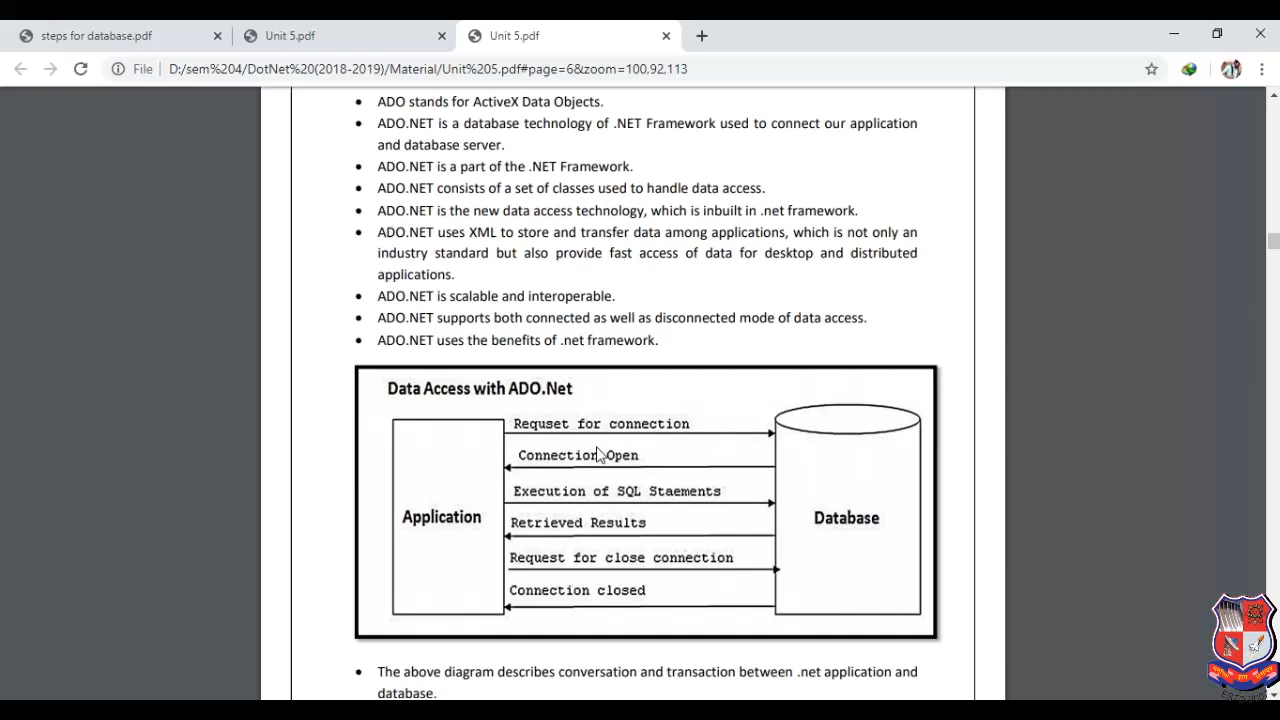 steps for database.pdf
Unit 5.pdf
Unit 5.pdf
File
D:/sem%204/DotNet%20(2018-2019)/Material/Unit%205.pdf#page=6&zoom=100,92,113
• ADO stands for ActiveX Data Objects.
• ADO.NET is a database technology of .NET Framework used to connect our application
and database server.
• ADO.NET is a part of the .NET Framework.
• ADO.NET consists of a set of classes used to handle data access.
• ADO.NET is the new data access technology, which is inbuilt in .net framework.
• ADO.NET uses XML to store and transfer data among applications, which is not only an
industry standard but also provide fast access of data for desktop and distributed
applications.
• ADO.NET is scalable and interoperable.
• ADO.NET supports both connected as well as disconnected mode of data access.
• ADO.NET uses the benefits of .net framework.
Data Access with ADO.Net
Requset for connection
Connection Open
Execution of SQL Staements
Application
Database
Retrieved Results
Request for close connection
Connection closed
• The above diagram describes conversation and transaction between .net application and
database.